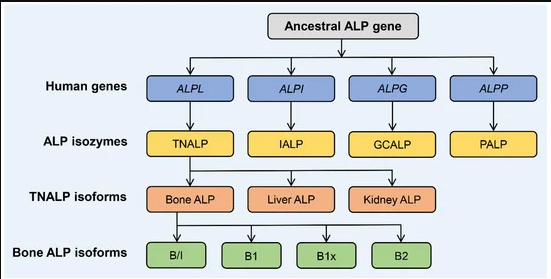 Ancestral ALP gene
Human genes ALPL ALPI ALPG ALPP
ALP isozymes TNALP IALP GCALP PALP
TNALP isoforms Bone ALP Liver ALP Kidney ALP
Bone ALP isoforms B/I B1 B1x B2